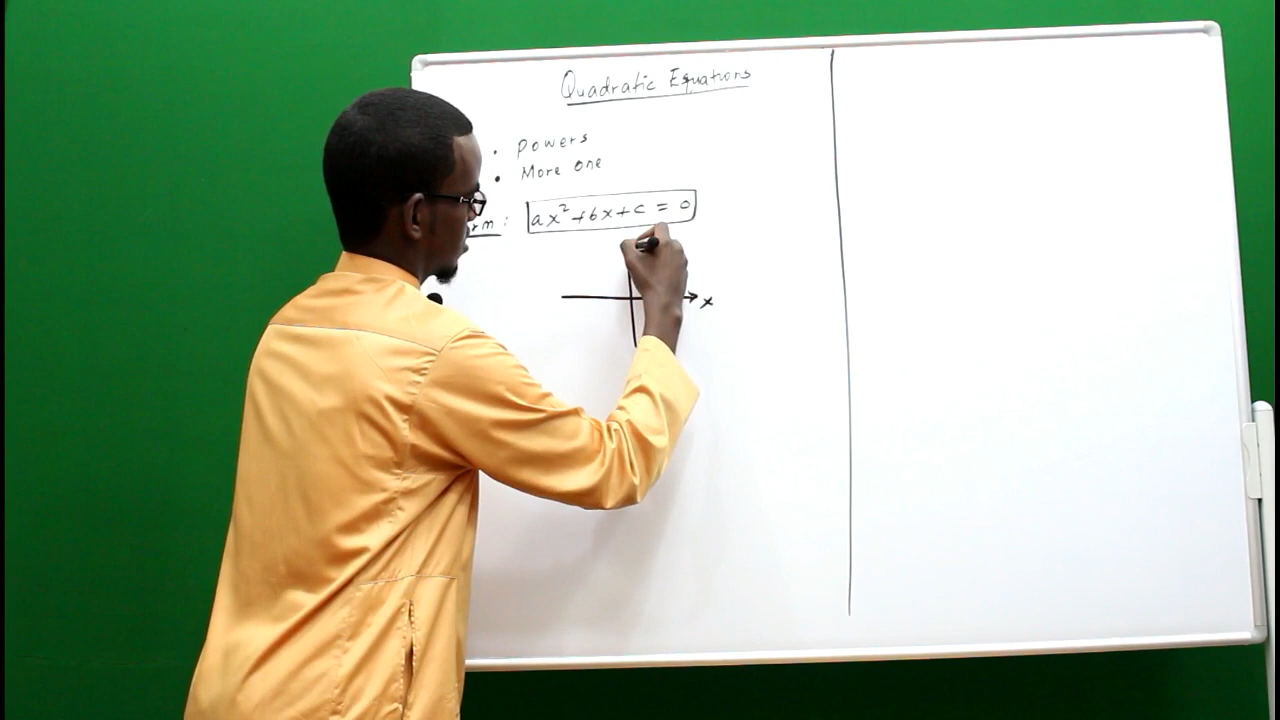 Quadratic Equations
• Powers
• More one
rm : ax² + bx + c = 0
x